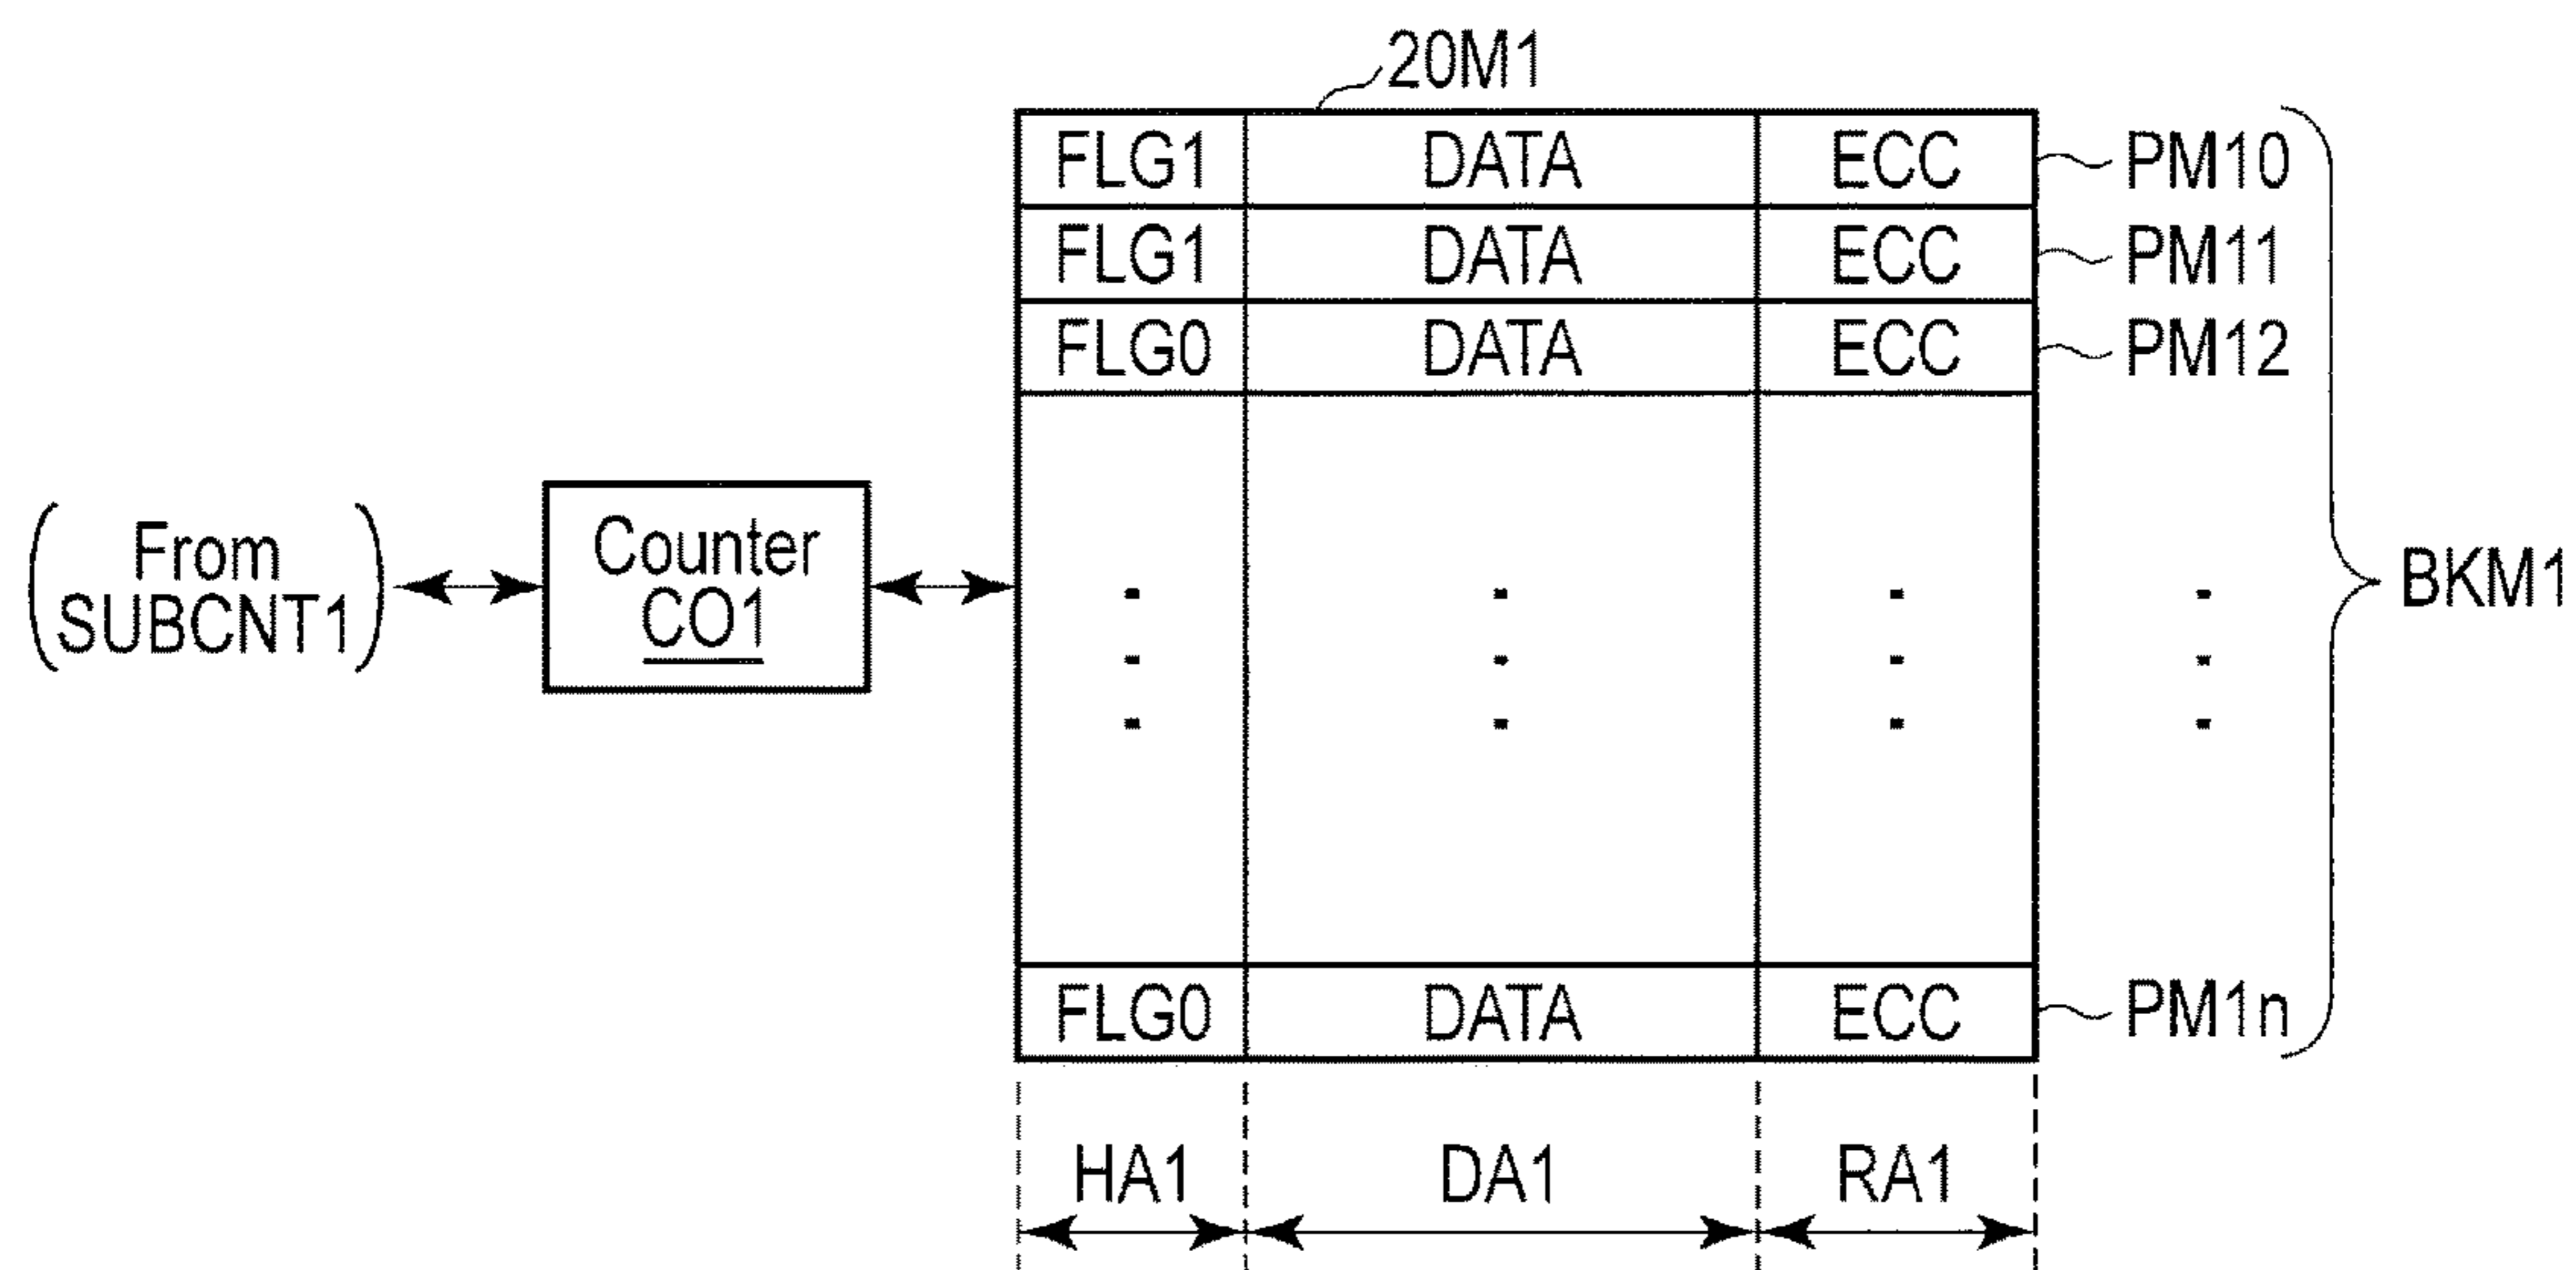 20M1
FLG1 DATA ECC PM10
FLG1 DATA ECC PM11
FLG0 DATA ECC PM12
(From
SUBCNT1)
Counter
CO1
BKM1
FLG0 DATA ECC PM1n
HA1 DA1 RA1